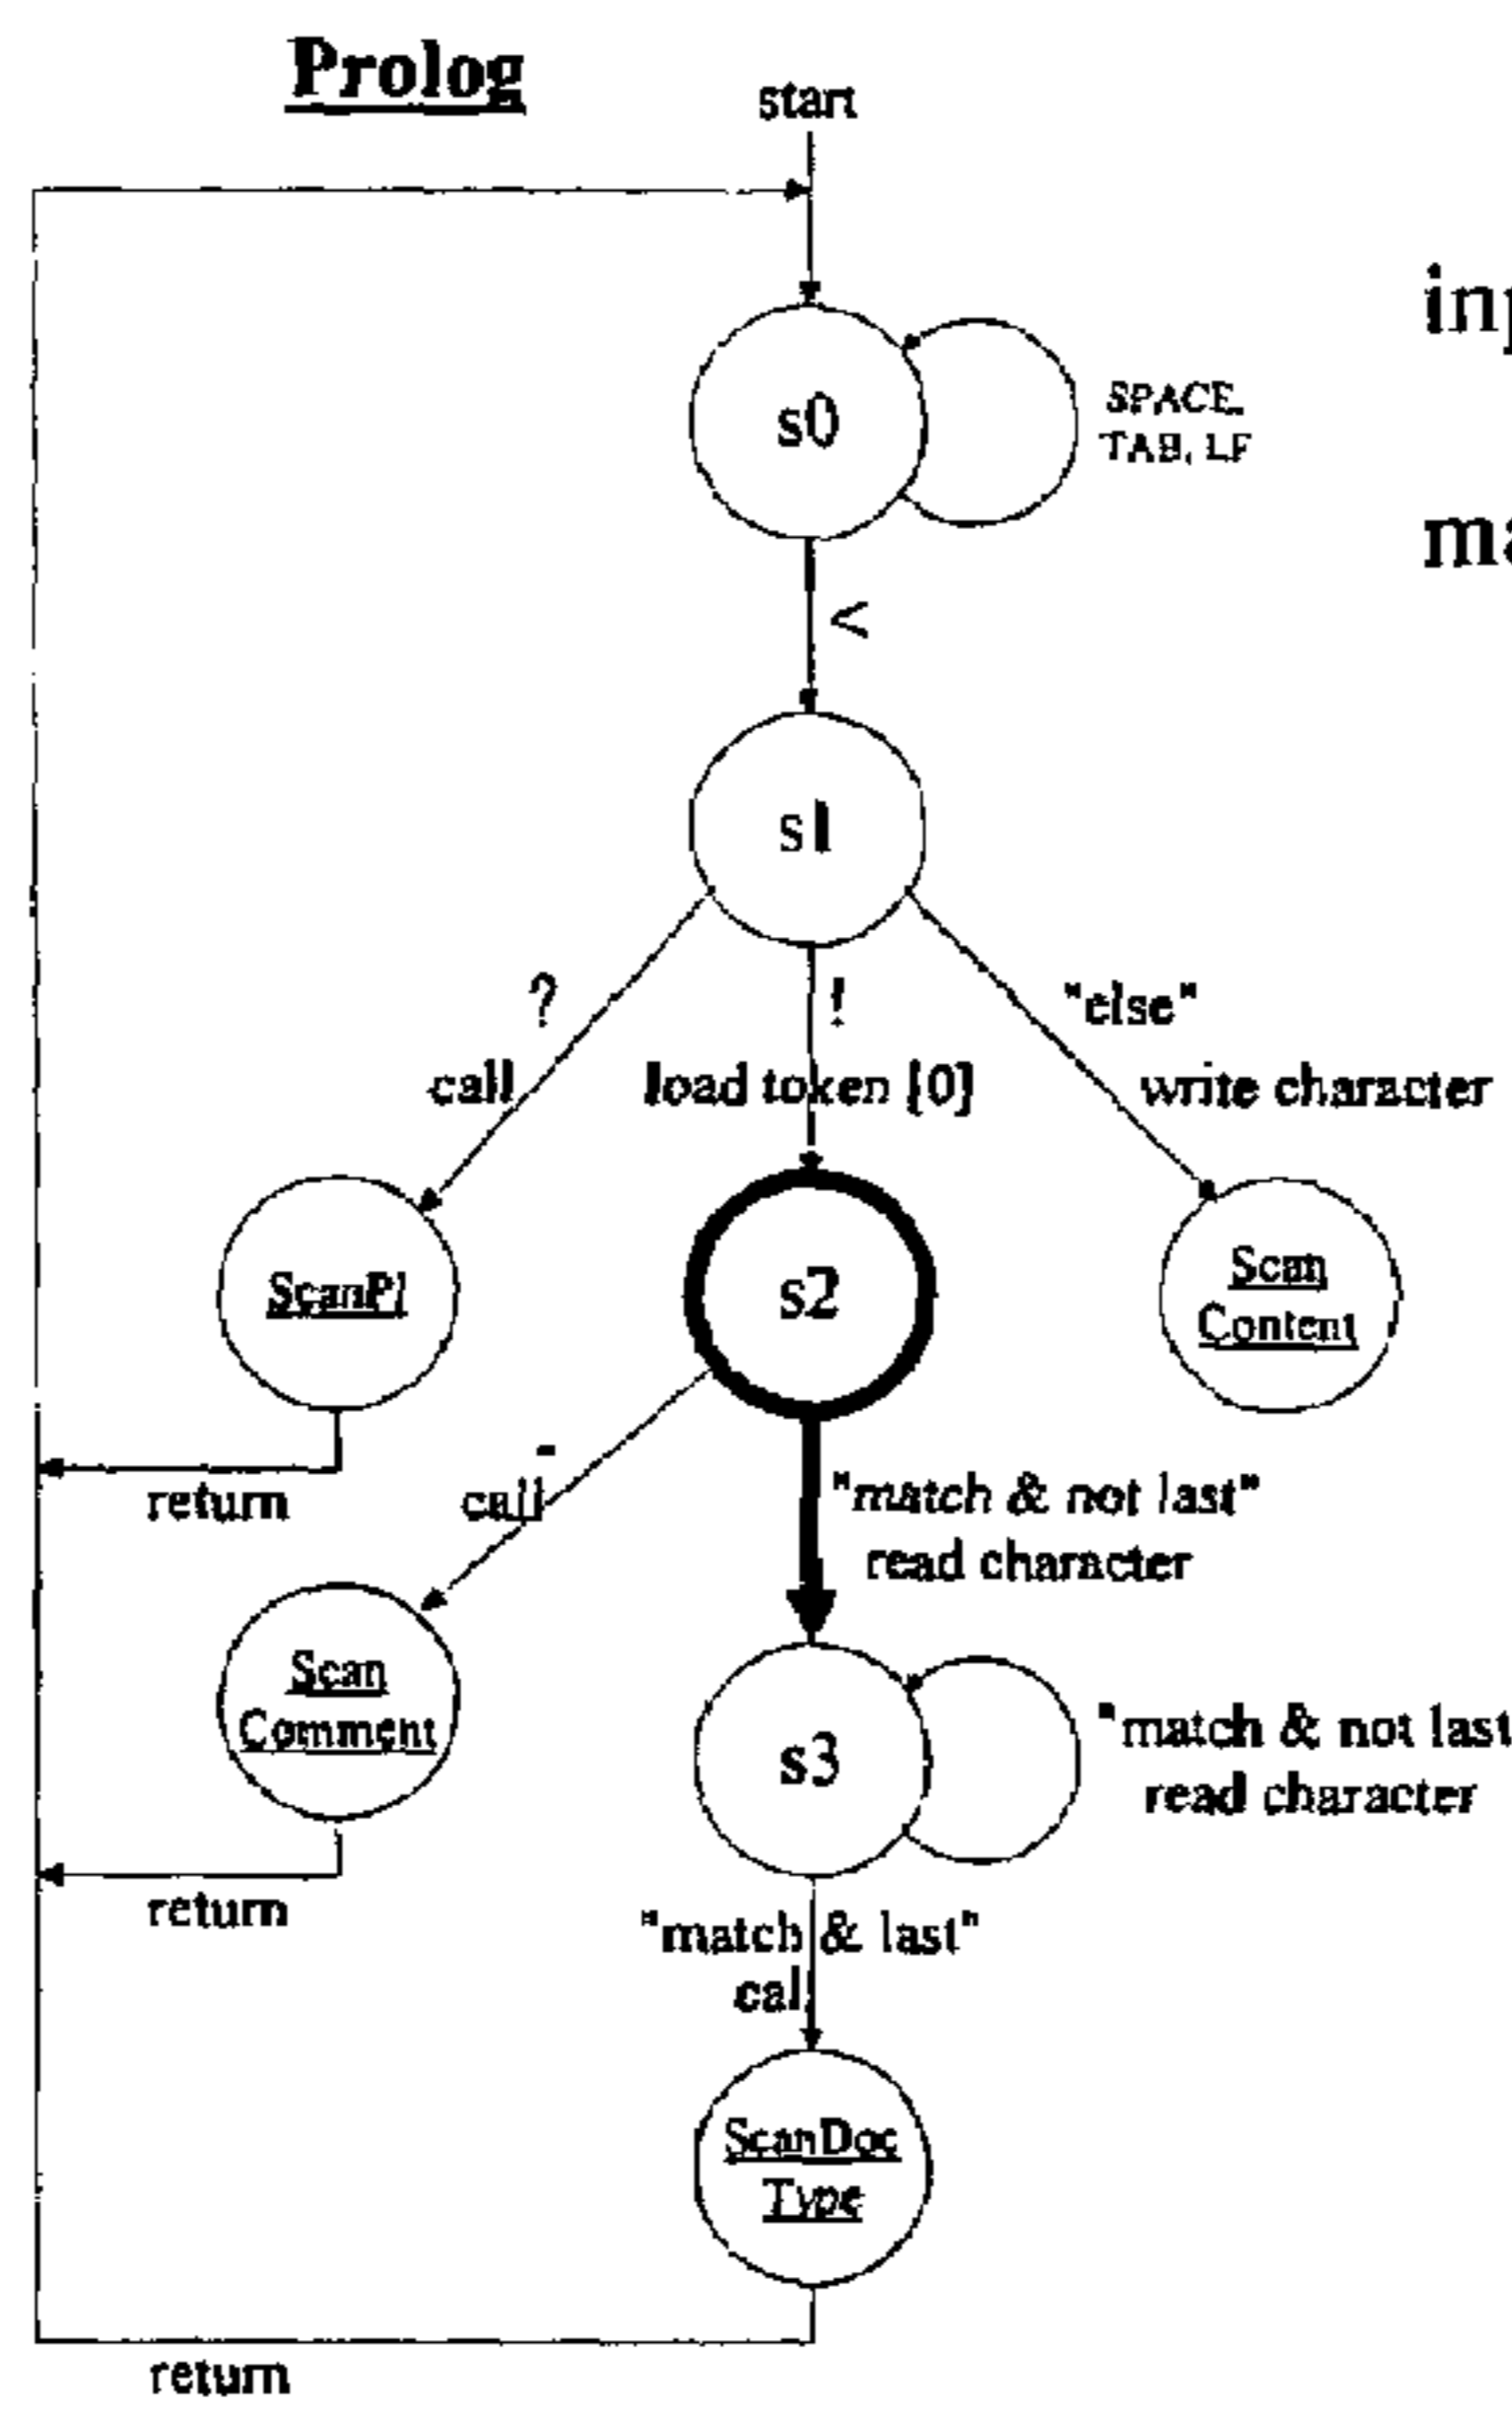 Prolog
start
s0
SPACE,
TAB, LF
<
s1
?
!
"else"
call
load token [0]
write character
ScanPI
s2
Scan
Content
return
-
call
"match & not last"
read character
Scan
Comment
s3
"match & not last
read character
return
"match & last"
call
ScanDoc
Type
return